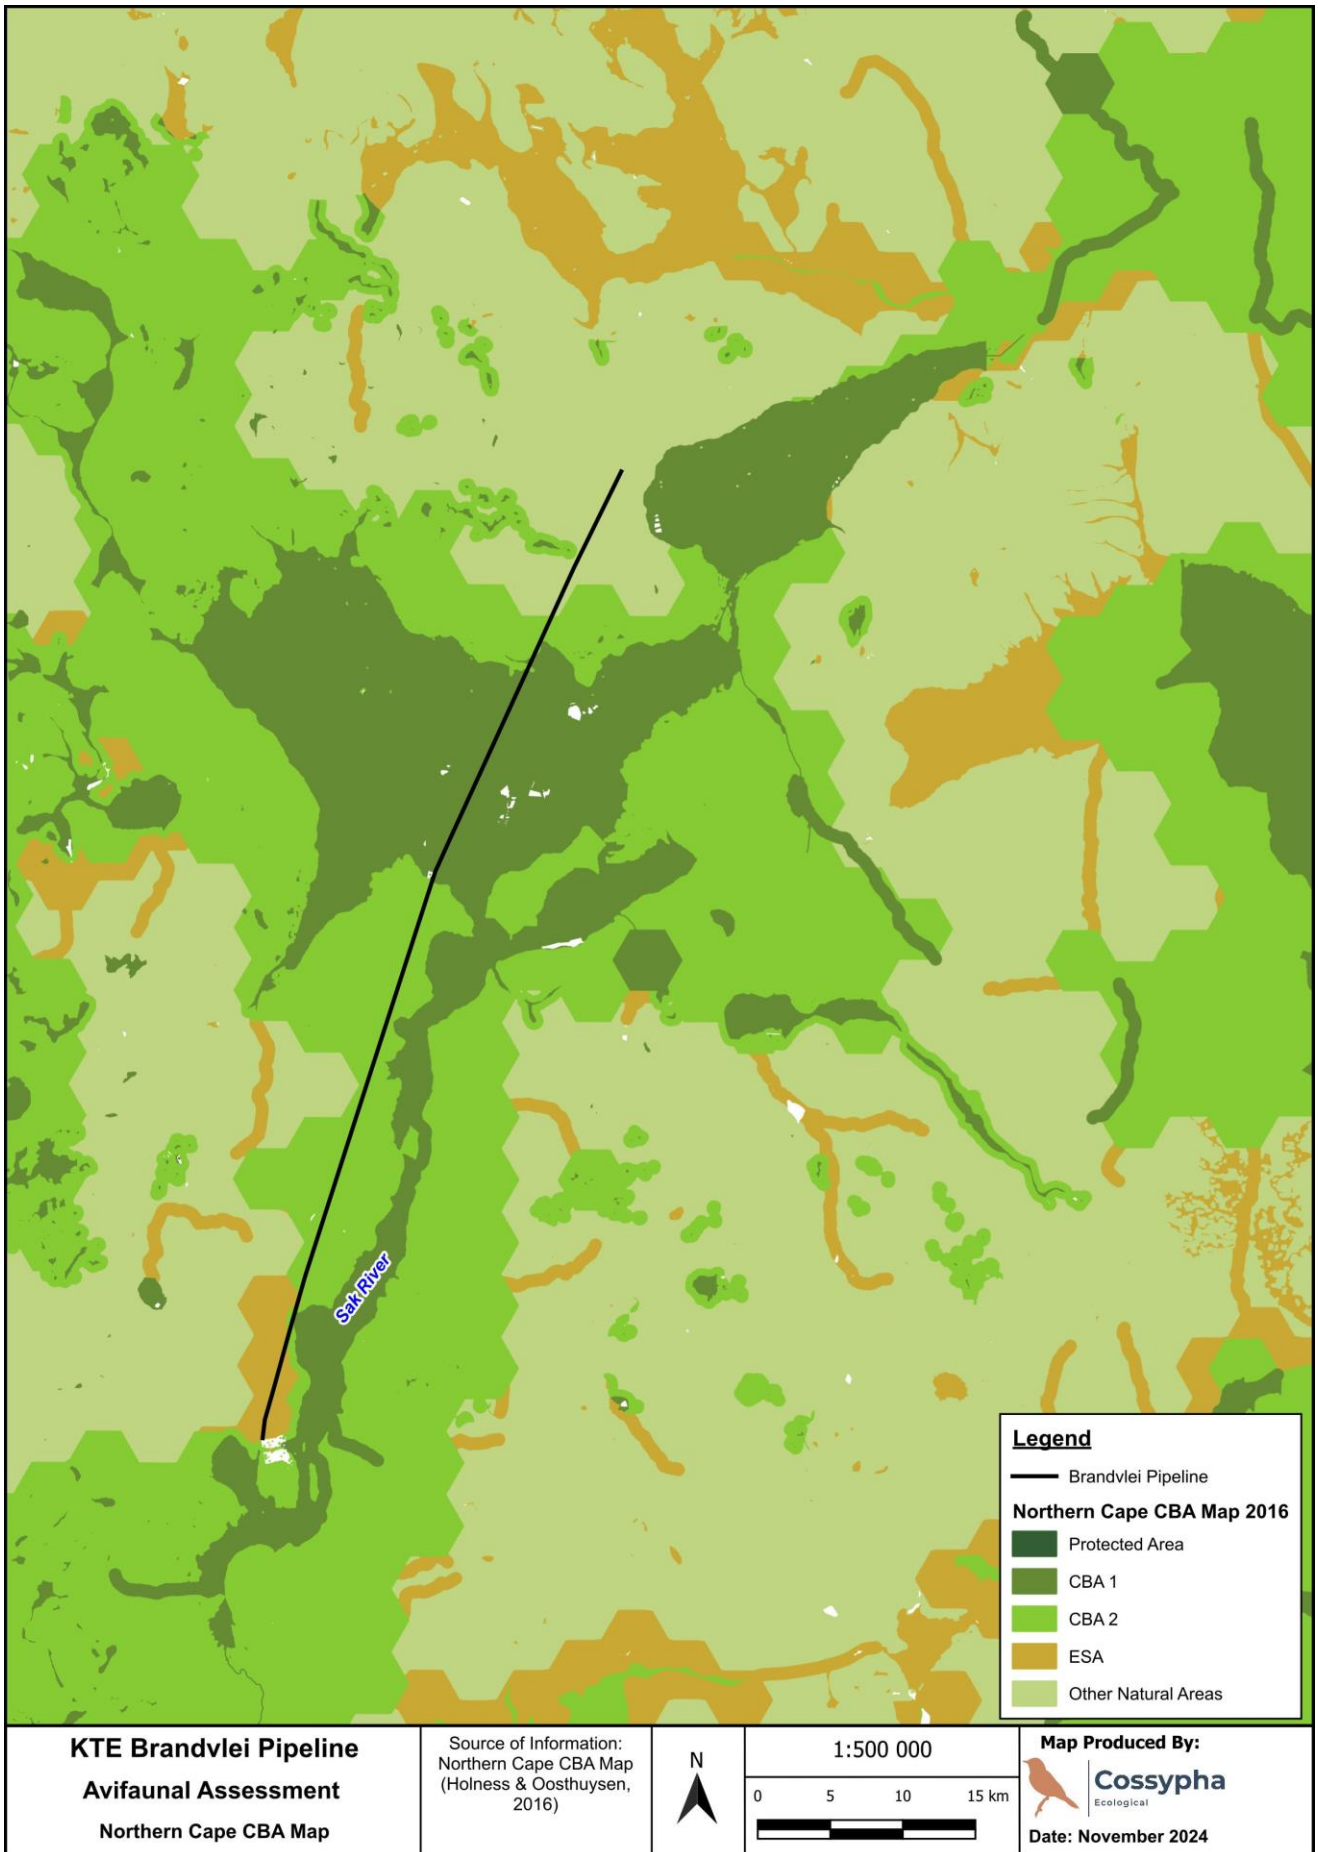 Sak River
Legend
Brandvlei Pipeline
Northern Cape CBA Map 2016
Protected Area
CBA 1
CBA 2
ESA
Other Natural Areas
KTE Brandvlei Pipeline
Avifaunal Assessment
Northern Cape CBA Map
Source of Information:
Northern Cape CBA Map
(Holness & Oosthuysen,
2016)
N
1:500 000
0 5 10 15 km
Map Produced By:
Cossypha
Ecological
Date: November 2024